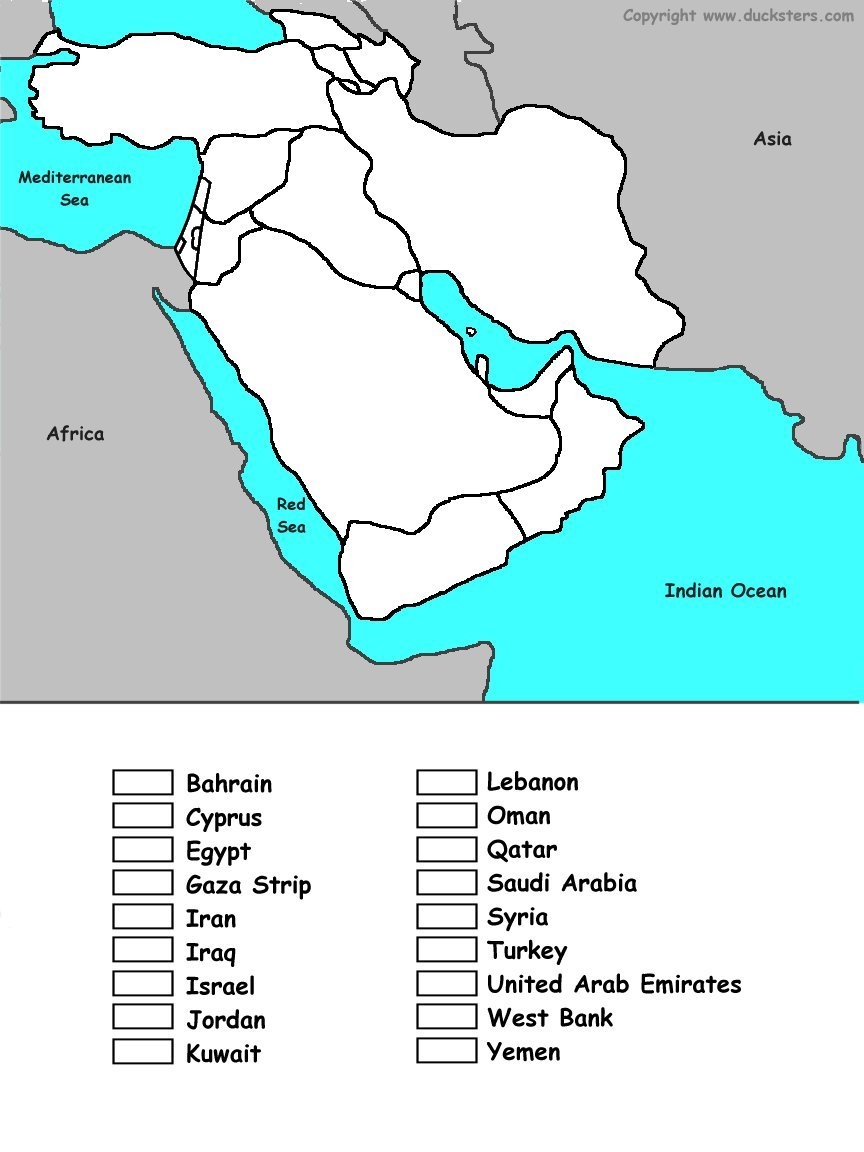 Copyright www.ducksters.com
Asia
Mediterranean
Sea
Africa
Red
Sea
Indian Ocean
Bahrain
Cyprus
Egypt
Gaza Strip
Iran
Iraq
Israel
Jordan
Kuwait
Lebanon
Oman
Qatar
Saudi Arabia
Syria
Turkey
United Arab Emirates
West Bank
Yemen